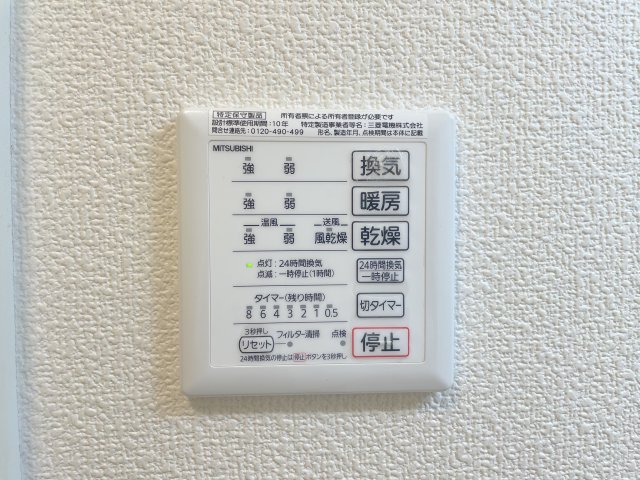 [特定保守製品] 所有者票による所有者登録が必要です
設計標準使用期間:10年 特定製造事業者等名:三菱電機株式会社
問合せ連絡先:0120-490-499 形名、製造年月、点検期間は本体に記載
MITSUBISHI
強 弱 換気
強 弱 暖房
温風 送風
強 弱 風乾燥 乾燥
点灯:24時間換気
点滅:一時停止(1時間)
24時間換気
一時停止
タイマー(残り時間)
8 6 4 3 2 1 0.5
切タイマー
3秒押し
リセット フィルター清掃 点検
停止
24時間換気の停止は停止ボタンを3秒押し